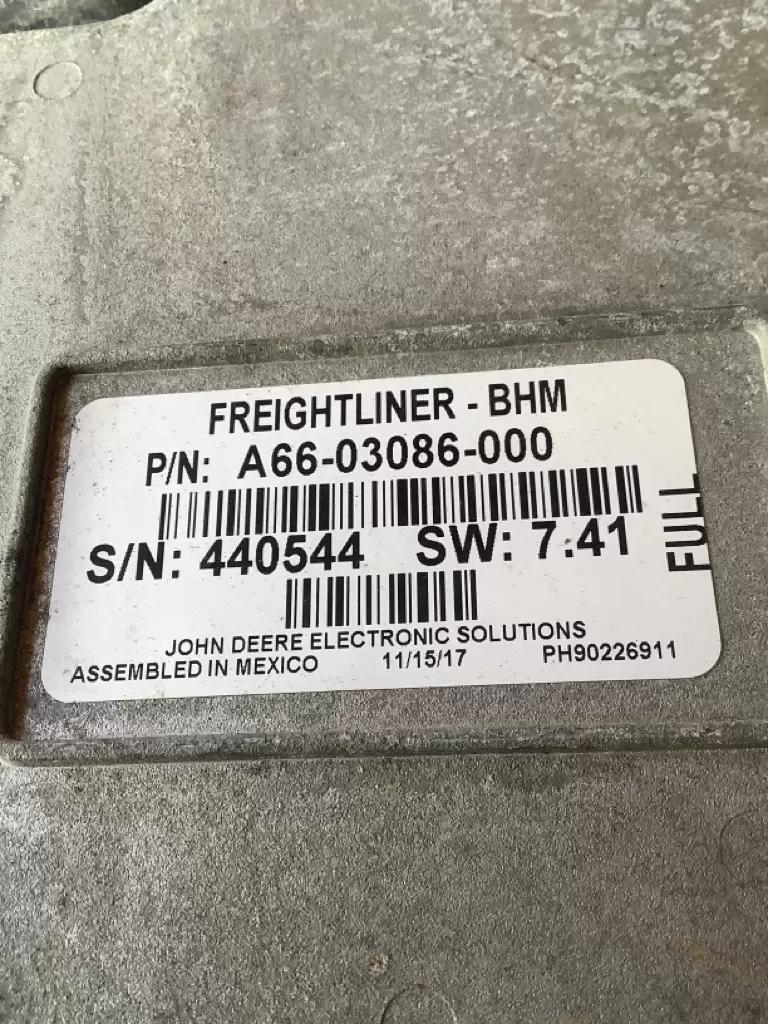 FREIGHTLINER - BHM
P/N: A66-03086-000
S/N: 440544 SW: 7.41
FULL
JOHN DEERE ELECTRONIC SOLUTIONS
ASSEMBLED IN MEXICO 11/15/17 PH90226911